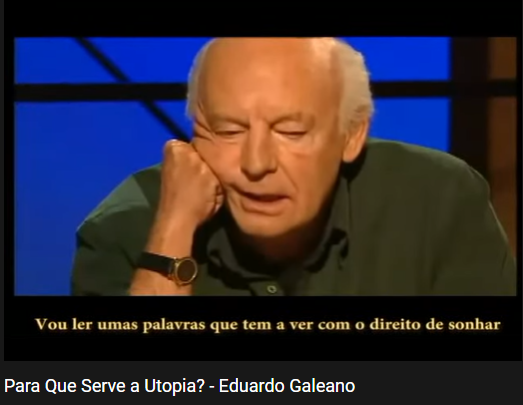 Vou ler umas palavras que tem a ver com o direito de sonhar
Para Que Serve a Utopia? - Eduardo Galeano